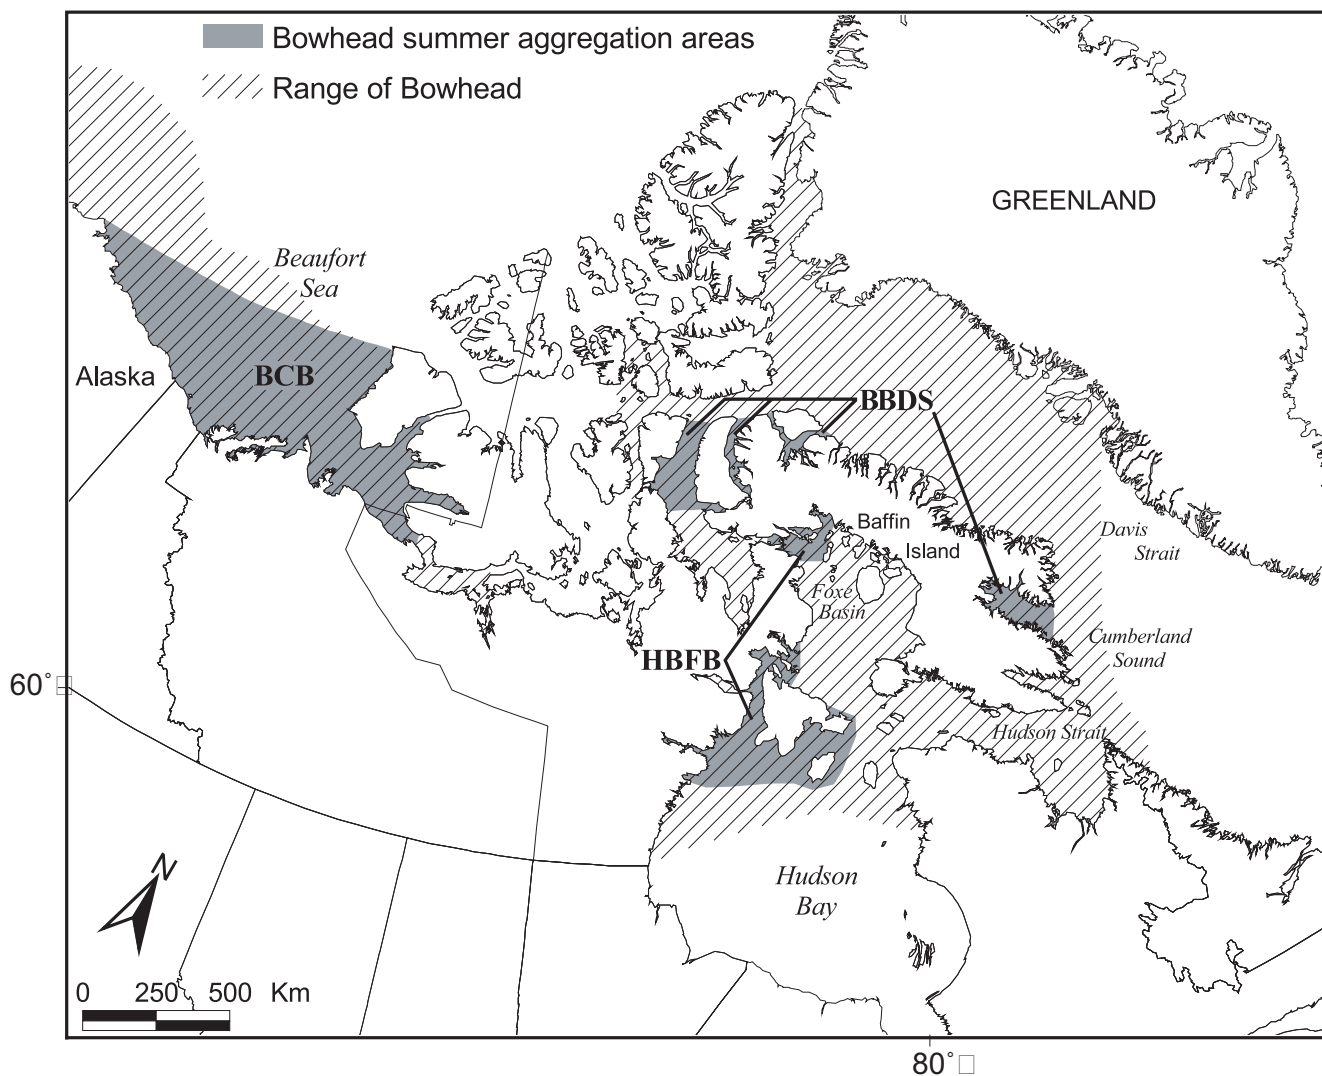 Bowhead summer aggregation areas
Range of Bowhead
GREENLAND
Beaufort
Sea
Alaska
BCB
BBDS
Baffin
Island
Davis
Strait
Foxe
Basin
Cumberland
Sound
HBFB
60°
Hudson Strait
Hudson
Bay
N
0 250 500 Km
80°